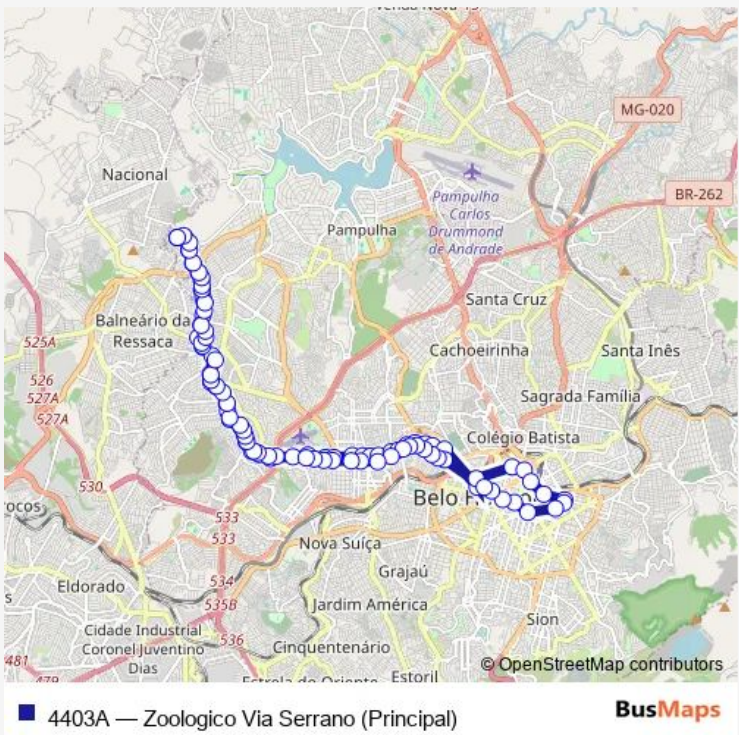 Venda Nova
MG-020
Nacional
BR-262
Pampulha
Carlos
Drummond
de Andrade
Pampulha
Santa Cruz
Balneário da
Ressaca
525A
Cachoeirinha
Santa Inês
526
527A
527A
Sagrada Família
Colégio Batista
530
Belo H
ocos
533
533
Nova Suíça
Grajaú
534
Eldorado
535B
Jardim América
s
Sion
Cidade Industrial
Coronel Juventino
Dias
536
Cinquentenário
481
479
Estrela do Oriente
Estoril
© OpenStreetMap contributors
4403A — Zoologico Via Serrano (Principal)
BusMaps